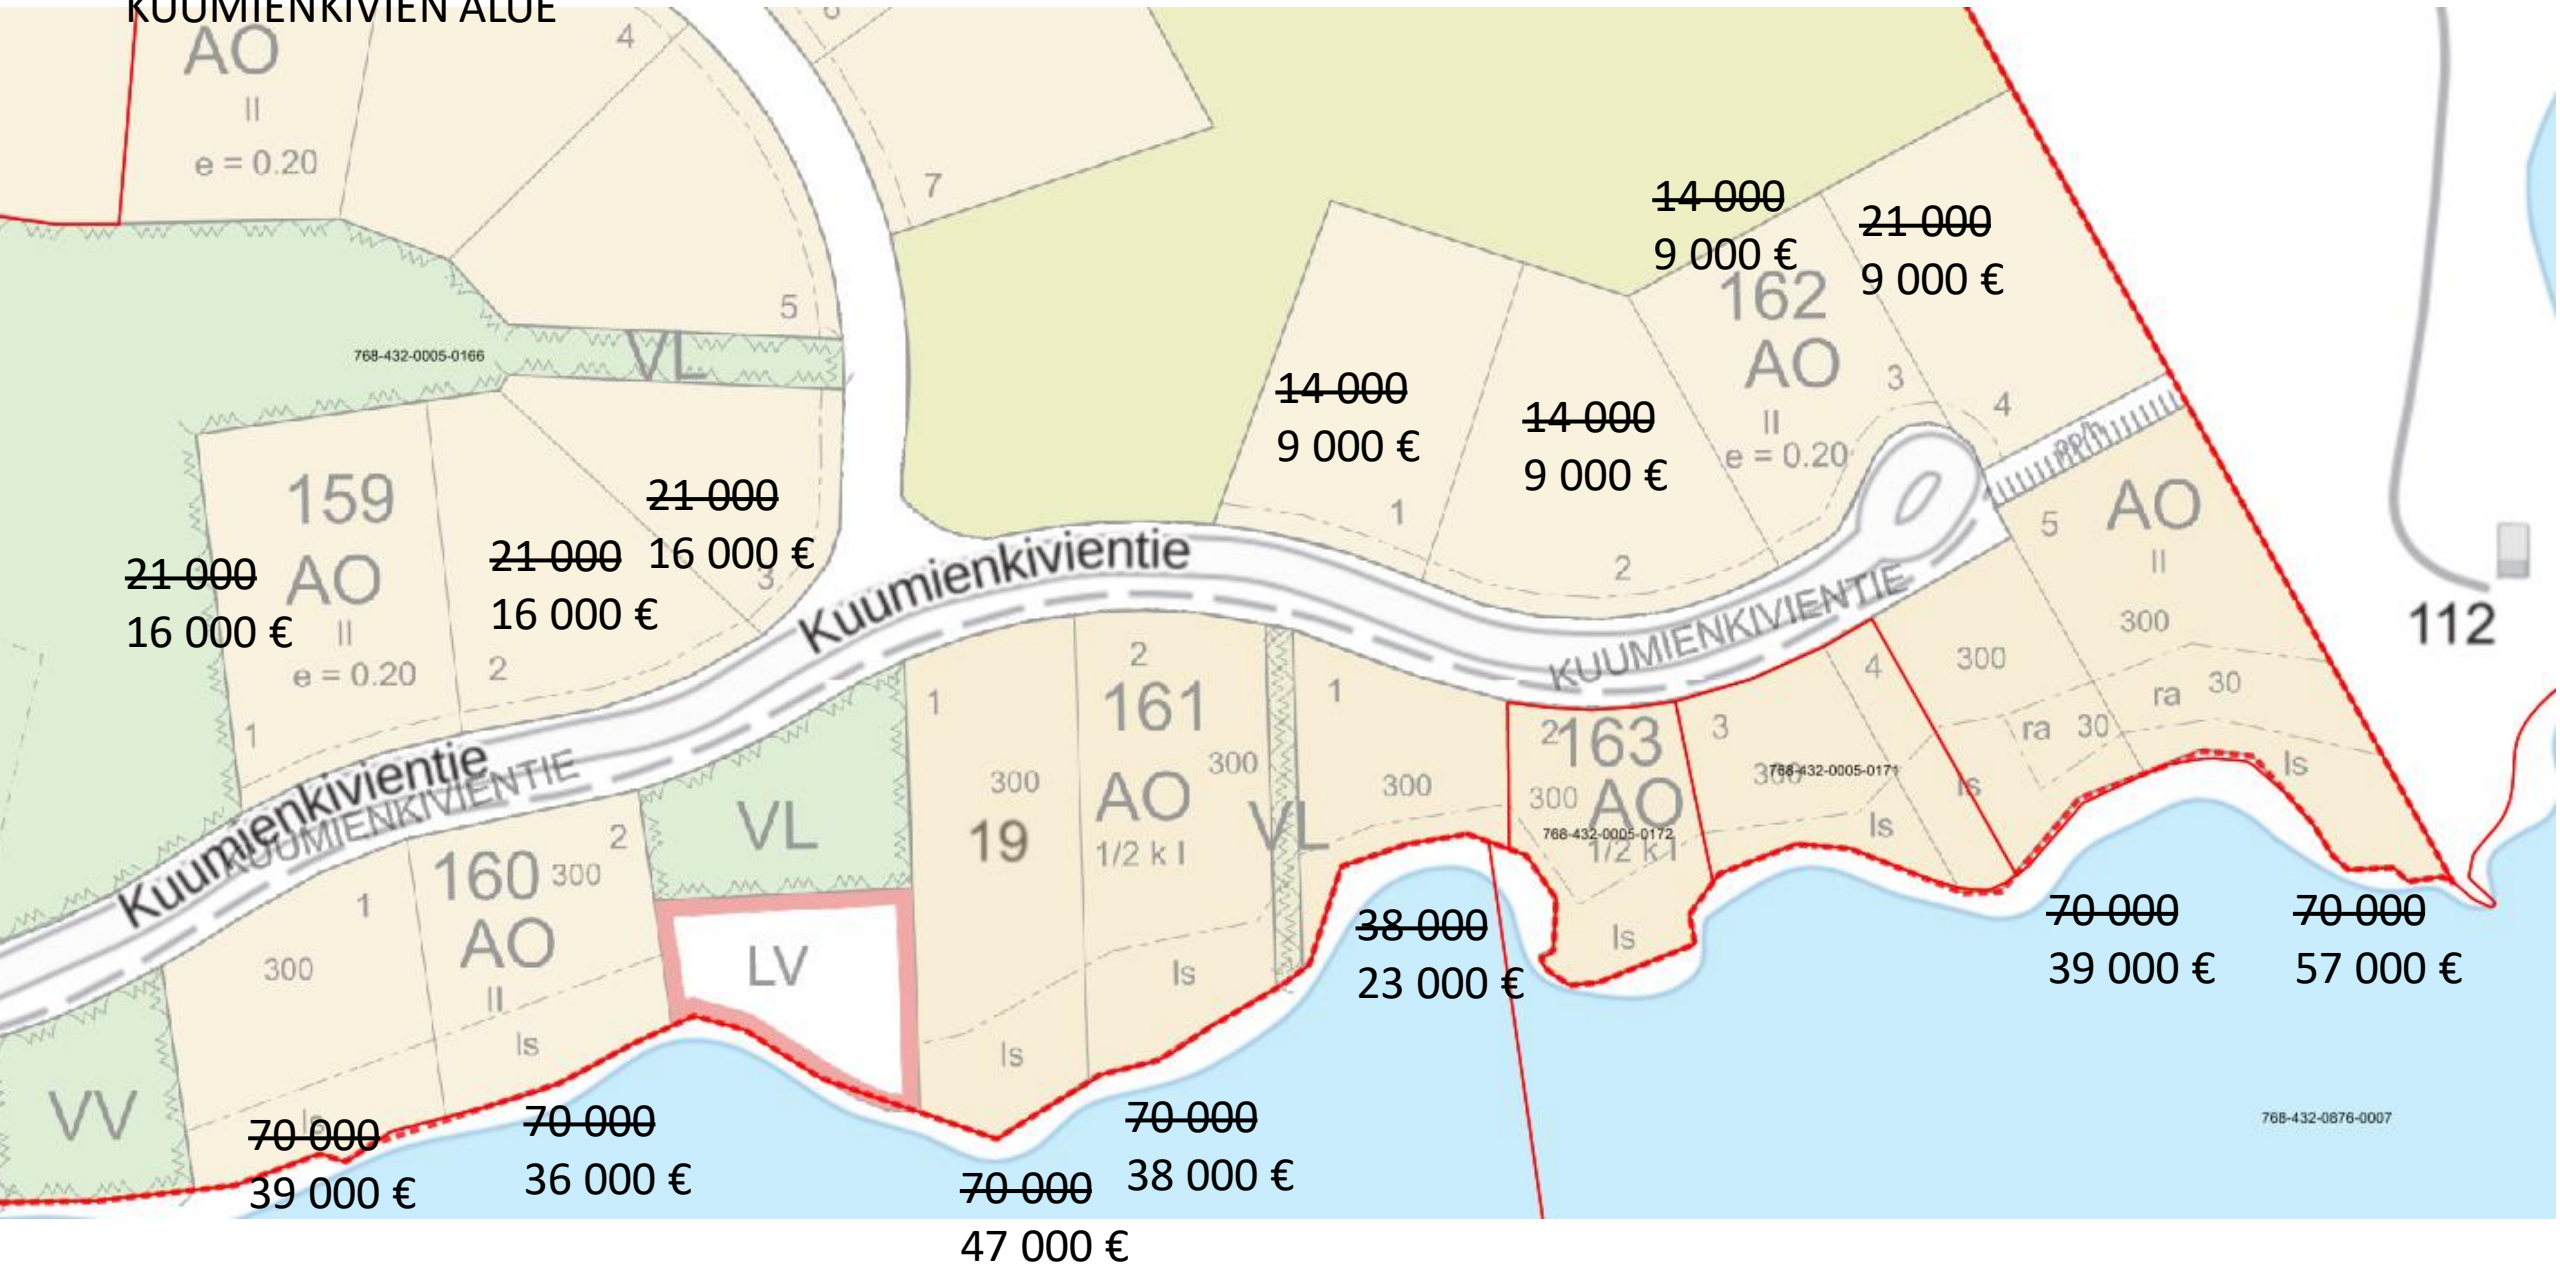 KUUMIENKIVIEN ALUE
AO
II
e = 0.20
4
7
5
VL
768-432-0005-0166
14 000
9 000 €
21 000
9 000 €
162
AO
II
e = 0.20
3
4
14 000
9 000 €
1
14 000
9 000 €
2
159
AO
II
e = 0.20
1
21 000
16 000 €
21 000
16 000 €
2
21 000
16 000 €
3
Kuumienkivientie
KUUMIENKIVIENTIE
pp/h
5
AO
II
300
ra 30
112
300
ra 30
ls
Kuumienkivientie
KUUMIENKIVIENTIE
1
300
2
160
300
AO
II
ls
ls
VL
LV
VV
1
300
19
ls
2
161
AO
300
1/2 k I
ls
VL
1
300
2
163
300
AO
768-432-0005-0172
1/2 k I
ls
3
300
768-432-0005-0171
ls
4
ls
38 000
23 000 €
70 000
39 000 €
70 000
57 000 €
70 000
39 000 €
70 000
36 000 €
70 000
47 000 €
70 000
38 000 €
768-432-0876-0007